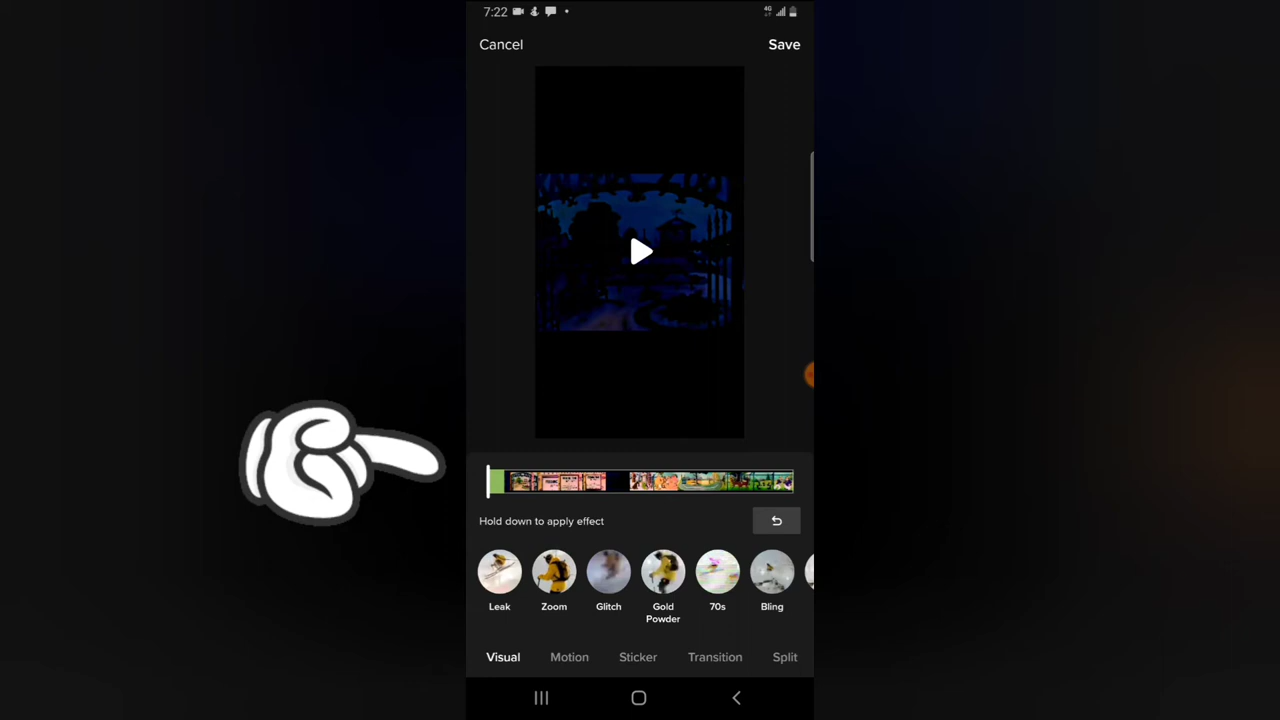 7:22
4G
Cancel
Save
Hold down to apply effect
Leak
Zoom
Glitch
Gold
Powder
70s
Bling
Visual
Motion
Sticker
Transition
Split